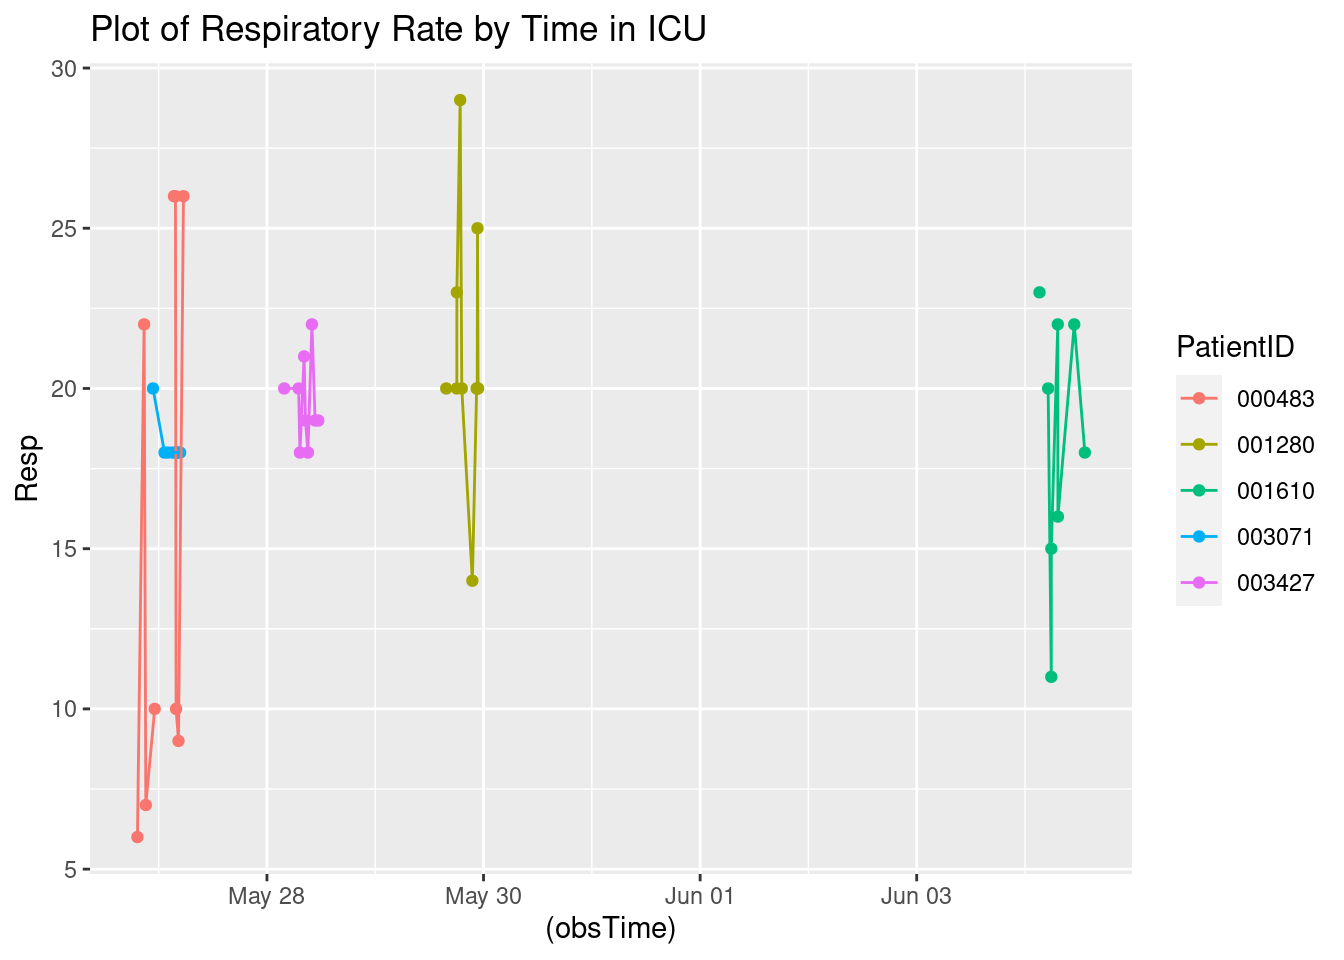 Plot of Respiratory Rate by Time in ICU
30
25
20
15
10
5
Resp
May 28
May 30
Jun 01
Jun 03
(obsTime)
PatientID
000483
001280
001610
003071
003427